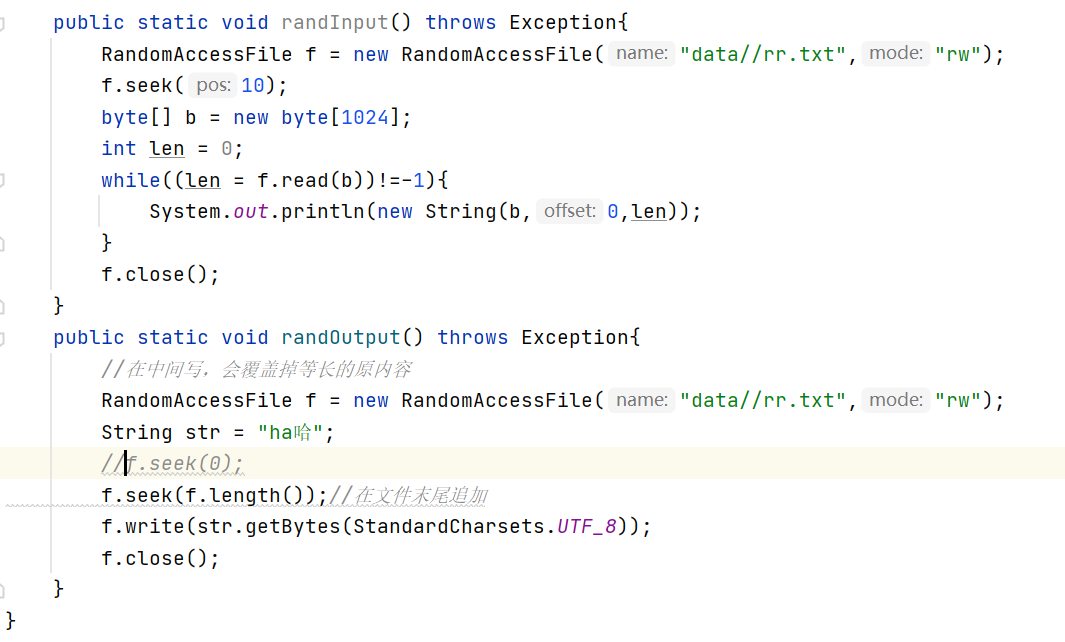 public static void randInput() throws Exception{
RandomAccessFile f = new RandomAccessFile( name: "data//rr.txt", mode: "rw");
f.seek( pos: 10);
byte[] b = new byte[1024];
int len = 0;
while((len = f.read(b))!=-1){
System.out.println(new String(b, offset: 0,len));
}
f.close();
}
public static void randOutput() throws Exception{
//在中间写，会覆盖掉等长的原内容
RandomAccessFile f = new RandomAccessFile( name: "data//rr.txt", mode: "rw");
String str = "ha哈";
//f.seek(0);
f.seek(f.length());//在文件末尾追加
f.write(str.getBytes(StandardCharsets.UTF_8));
f.close();
}
}